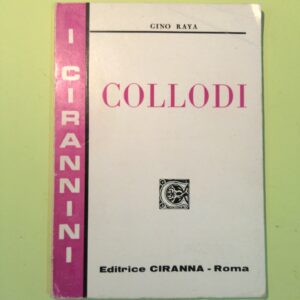 GINO RAYA
I CIRANNINI
COLLODI
Editrice CIRANNA - Roma